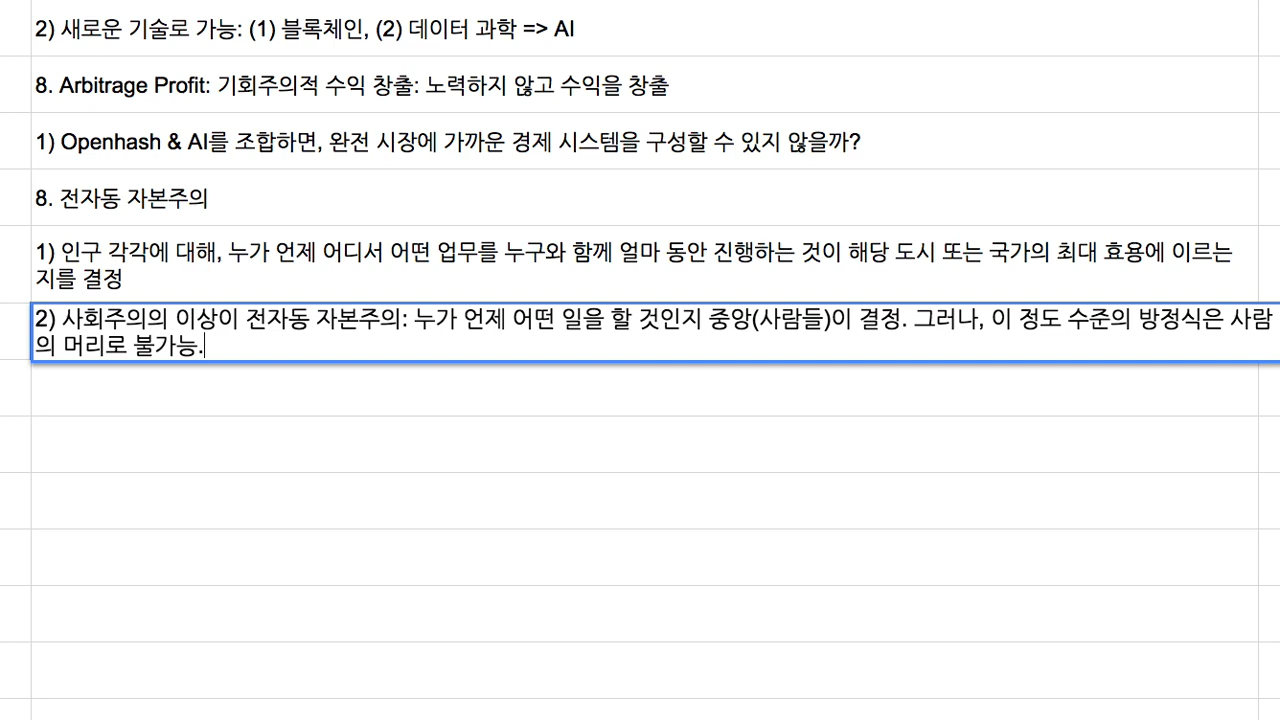 2) 새로운 기술로 가능: (1) 블록체인, (2) 데이터 과학 => AI
8. Arbitrage Profit: 기회주의적 수익 창출: 노력하지 않고 수익을 창출
1) Openhash & AI를 조합하면, 완전 시장에 가까운 경제 시스템을 구성할 수 있지 않을까?
8. 전자동 자본주의
1) 인구 각각에 대해, 누가 언제 어디서 어떤 업무를 누구와 함께 얼마 동안 진행하는 것이 해당 도시 또는 국가의 최대 효용에 이르는
지를 결정
2) 사회주의의 이상이 전자동 자본주의: 누가 언제 어떤 일을 할 것인지 중앙(사람들)이 결정. 그러나, 이 정도 수준의 방정식은 사람
의 머리로 불가능.